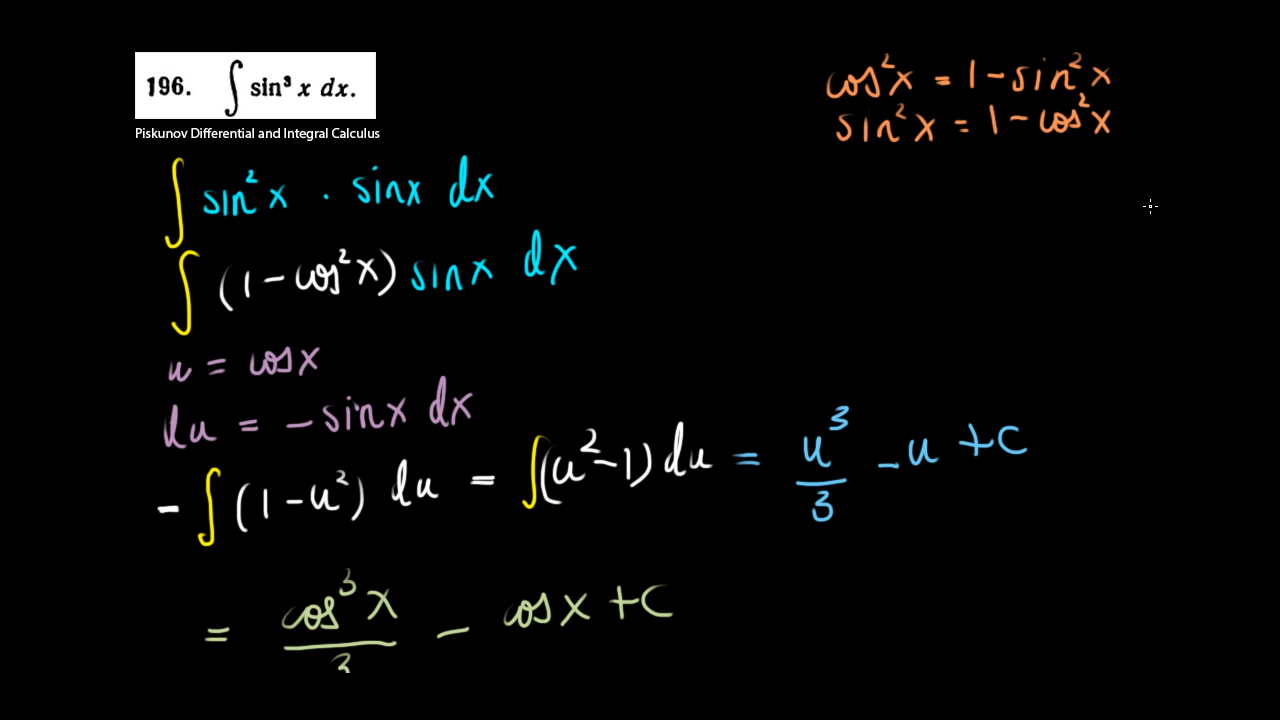 196. ∫ sin³ x dx.
Piskunov Differential and Integral Calculus
cos²x = 1 - sin²x
sin²x = 1 - cos²x
∫ sin²x · sinx dx
∫ (1 - cos²x) sinx dx
u = cosx
du = - sinx dx
- ∫ (1 - u²) du = ∫(u² - 1) du = u³/3 - u + C
= cos³x/3 - cosx + C